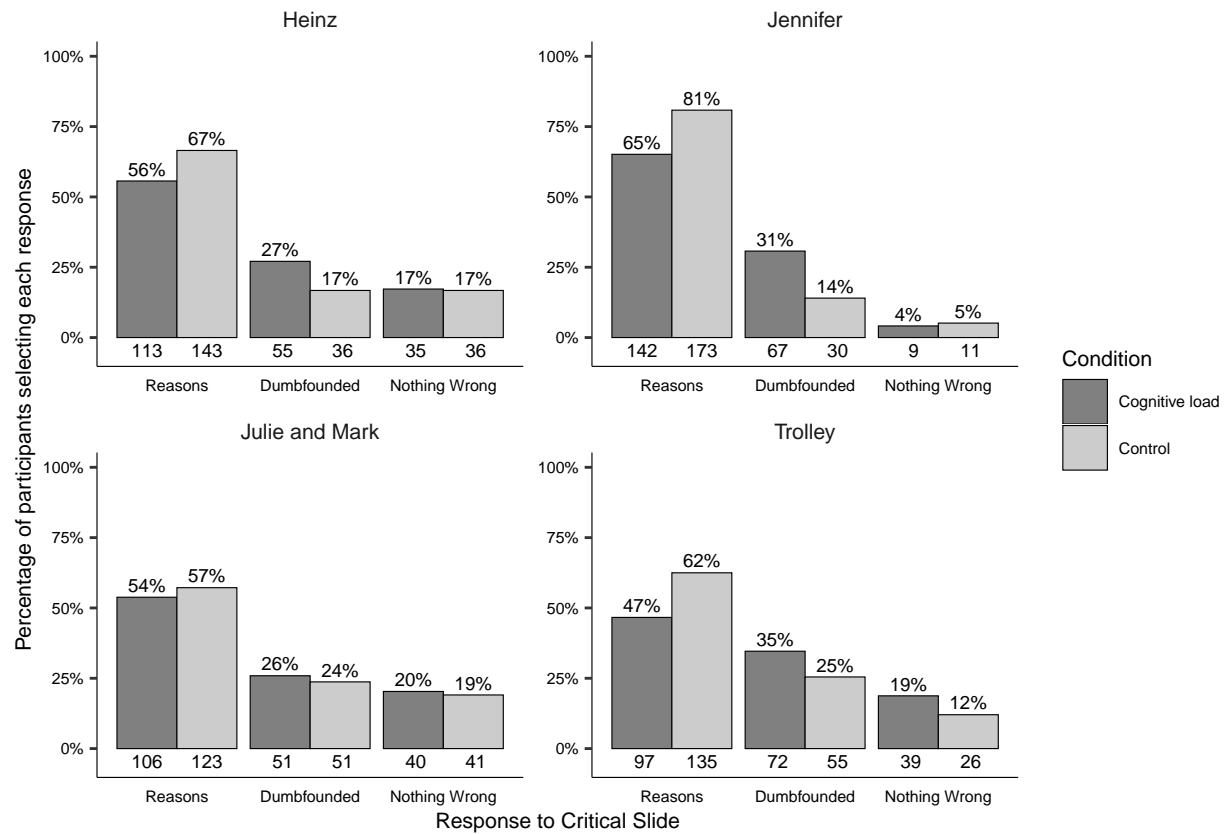 Heinz
Jennifer
100%
75%
50%
25%
0%
56%
67%
27%
17%
17%
17%
113 143 55 36 35 36
Reasons Dumbfounded Nothing Wrong
100%
75%
50%
25%
0%
65%
81%
31%
14%
4%
5%
142 173 67 30 9 11
Reasons Dumbfounded Nothing Wrong
Julie and Mark
Trolley
100%
75%
50%
25%
0%
54%
57%
26%
24%
20%
19%
106 123 51 51 40 41
Reasons Dumbfounded Nothing Wrong
100%
75%
50%
25%
0%
47%
62%
35%
25%
19%
12%
97 135 72 55 39 26
Reasons Dumbfounded Nothing Wrong
Response to Critical Slide
Percentage of participants selecting each response
Condition
Cognitive load
Control